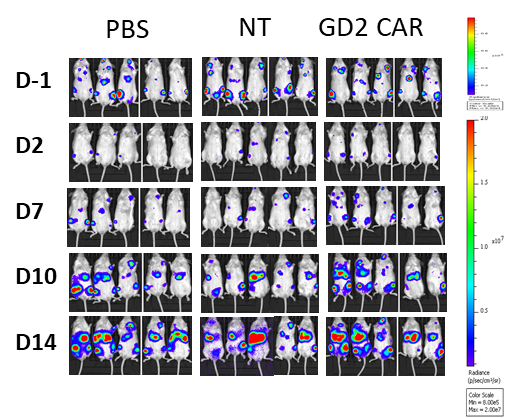 PBS NT GD2 CAR
D-1
D2
D7
D10
D14
2.0
1.5
1.0
x10⁷
0.5
Radiance
(p/sec/cm²/sr)
Color Scale
Min = 8.00e5
Max = 2.00e7